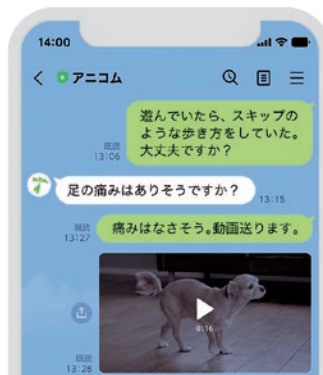 14:00
アニコム
遊んでいたら、スキップの
ような歩き方をしていた。
大丈夫ですか？
既読
13:06
足の痛みはありそうですか？
13:15
痛みはなさそう。動画送ります。
既読
13:27
0:16
既読
13:28